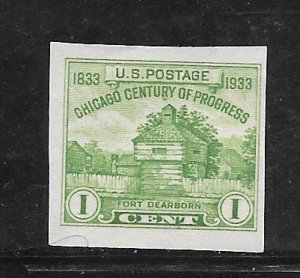 1833 U.S. POSTAGE 1933
CHICAGO CENTURY OF PROGRESS
FORT DEARBORN
1 CENT 1